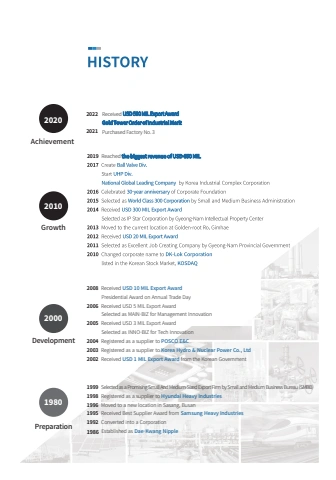 HISTORY
2020
Achievement
2022 Received USD 500 MIL Export Award
Gold Tower Order of Industrial Merit
2021 Purchased Factory No. 3
2010
Growth
2019 Reached the biggest revenue of USD 600 MIL
2017 Create Ball Valve Div.
Start UHP Div.
National Global Leading Company by Korea Industrial Complex Corporation
2016 Celebrated 30-year anniversary of Corporate Foundation
2015 Selected as World Class 300 Corporation by Small and Medium Business Administration
2014 Received USD 300 MIL Export Award
Selected as IP Star Corporation by Gyeong-Nam Intellectual Property Center
2013 Moved to the current location at Golden-root Ro, Gimhae
2012 Received USD 20 MIL Export Award
2011 Selected as Excellent Job Creating Company by Gyeong-Nam Provincial Government
2010 Changed corporate name to DK-Lok Corporation
listed in the Korean Stock Market, KOSDAQ
2000
Development
2008 Received USD 10 MIL Export Award
Presidential Award on Annual Trade Day
2006 Received USD 5 MIL Export Award
Selected as MAIN-BIZ for Management Innovation
2005 Received USD 3 MIL Export Award
Selected as INNO-BIZ for Tech Innovation
2004 Registered as a supplier to POSCO E&C
2003 Registered as a supplier to Korea Hydro & Nuclear Power Co., Ltd
2002 Received USD 1 MIL Export Award from the Korean Government
1980
Preparation
1999 Selected as a Promising Small And Medium Sized Export Firm by Small and Medium Business Bureau (SMBB)
1998 Registered as a supplier to Hyundai Heavy Industries
1996 Moved to a new location in Sasang, Busan
1995 Received Best Supplier Award from Samsung Heavy Industries
1992 Converted into a Corporation
1986 Established as Dae-Kwang Nipple